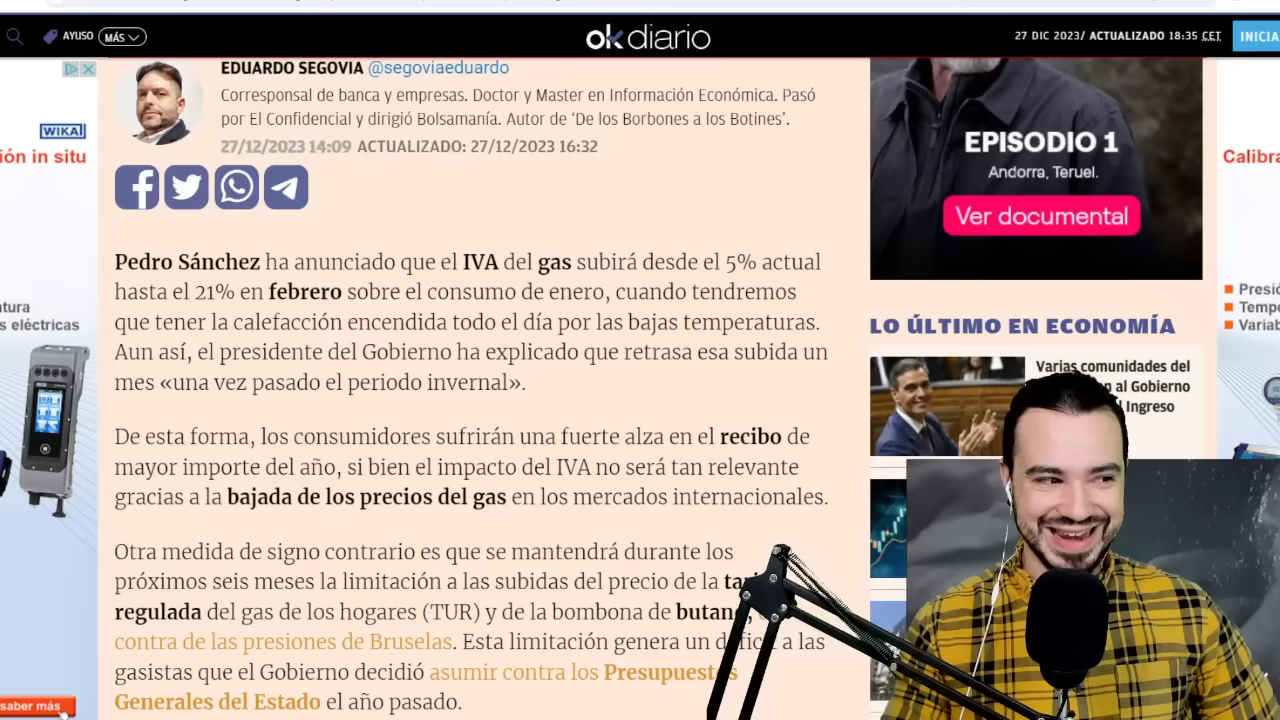 AYUSO
MÁS
okdiario
27 DIC 2023/ ACTUALIZADO 18:35 CET
INICIA
EDUARDO SEGOVIA @segoviaeduardo
Corresponsal de banca y empresas. Doctor y Master en Información Económica. Pasó
por El Confidencial y dirigió Bolsamanía. Autor de ‘De los Borbones a los Botines’.
27/12/2023 14:09 ACTUALIZADO: 27/12/2023 16:32
Pedro Sánchez ha anunciado que el IVA del gas subirá desde el 5% actual
hasta el 21% en febrero sobre el consumo de enero, cuando tendremos
que tener la calefacción encendida todo el día por las bajas temperaturas.
Aun así, el presidente del Gobierno ha explicado que retrasa esa subida un
mes «una vez pasado el periodo invernal».
De esta forma, los consumidores sufrirán una fuerte alza en el recibo de
mayor importe del año, si bien el impacto del IVA no será tan relevante
gracias a la bajada de los precios del gas en los mercados internacionales.
Otra medida de signo contrario es que se mantendrá durante los
próximos seis meses la limitación a las subidas del precio de la
regulada del gas de los hogares (TUR) y de la bombona de butano,
contra de las presiones de Bruselas. Esta limitación genera un déficit a las
gasistas que el Gobierno decidió asumir contra los Presupuestos
Generales del Estado el año pasado.
WIKAI
ión in situ
atura
s eléctricas
saber más
EPISODIO 1
Andorra, Teruel.
Ver documental
LO ÚLTIMO EN ECONOMÍA
Varias comunidades del
al Gobierno
Ingreso
Calibra
Presió
Tempe
Variab